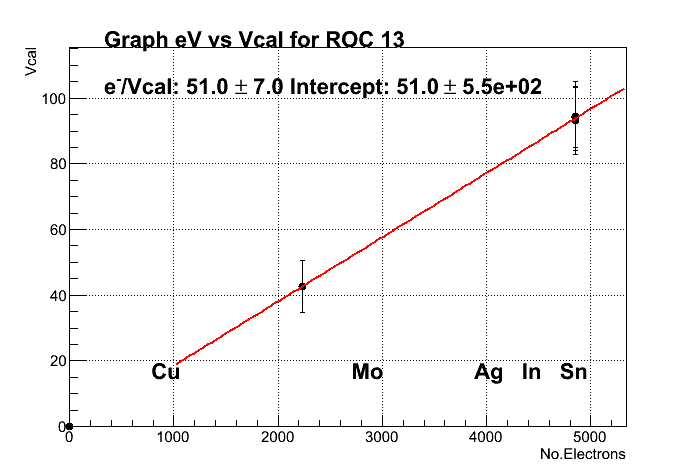 Graph eV vs Vcal for ROC 13
Vcal
e⁻/Vcal: 51.0 ± 7.0 Intercept: 51.0 ± 5.5e+02
100
80
60
40
20
0
Cu Mo Ag In Sn
0 1000 2000 3000 4000 5000
No.Electrons